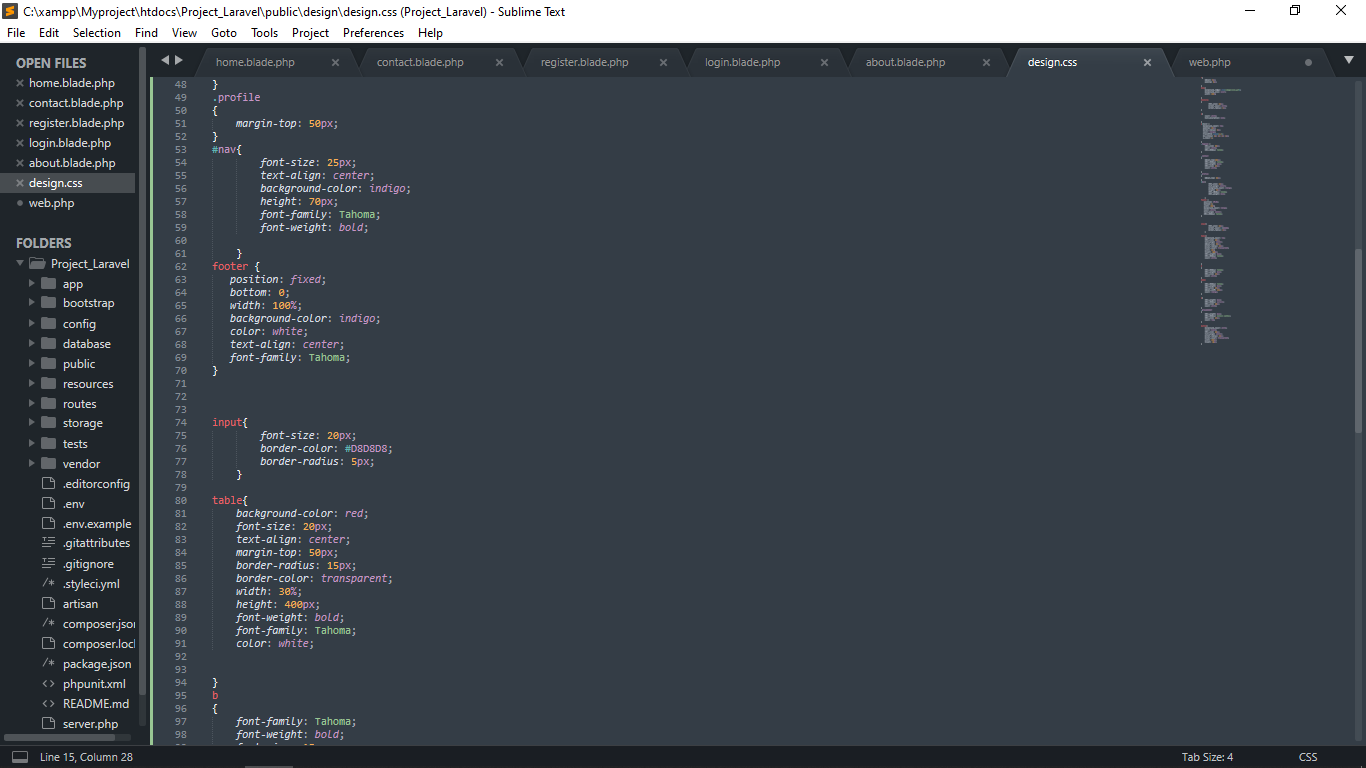 C:\xampp\Myproject\htdocs\Project_Laravel\public\design\design.css (Project_Laravel) - Sublime Text
File Edit Selection Find View Goto Tools Project Preferences Help
OPEN FILES
home.blade.php
contact.blade.php
register.blade.php
login.blade.php
about.blade.php
design.css
web.php
FOLDERS
Project_Laravel
app
bootstrap
config
database
public
resources
routes
storage
tests
vendor
.editorconfig
.env
.env.example
.gitattributes
.gitignore
/* .styleci.yml
artisan
/* composer.jso
composer.loc
/* package.json
<> phpunit.xml
<> README.md
server.php
home.blade.php contact.blade.php register.blade.php login.blade.php about.blade.php design.css web.php
48 }
49 .profile
50 {
51 margin-top: 50px;
52 }
53 #nav{
54 font-size: 25px;
55 text-align: center;
56 background-color: indigo;
57 height: 70px;
58 font-family: Tahoma;
59 font-weight: bold;
60
61 }
62 footer {
63 position: fixed;
64 bottom: 0;
65 width: 100%;
66 background-color: indigo;
67 color: white;
68 text-align: center;
69 font-family: Tahoma;
70 }
71
72
73
74 input{
75 font-size: 20px;
76 border-color: #D8D8D8;
77 border-radius: 5px;
78 }
79
80 table{
81 background-color: red;
82 font-size: 20px;
83 text-align: center;
84 margin-top: 50px;
85 border-radius: 15px;
86 border-color: transparent;
87 width: 30%;
88 height: 400px;
89 font-weight: bold;
90 font-family: Tahoma;
91 color: white;
92
93
94 }
95 b
96 {
97 font-family: Tahoma;
98 font-weight: bold;
Line 15, Column 28 Tab Size: 4 CSS